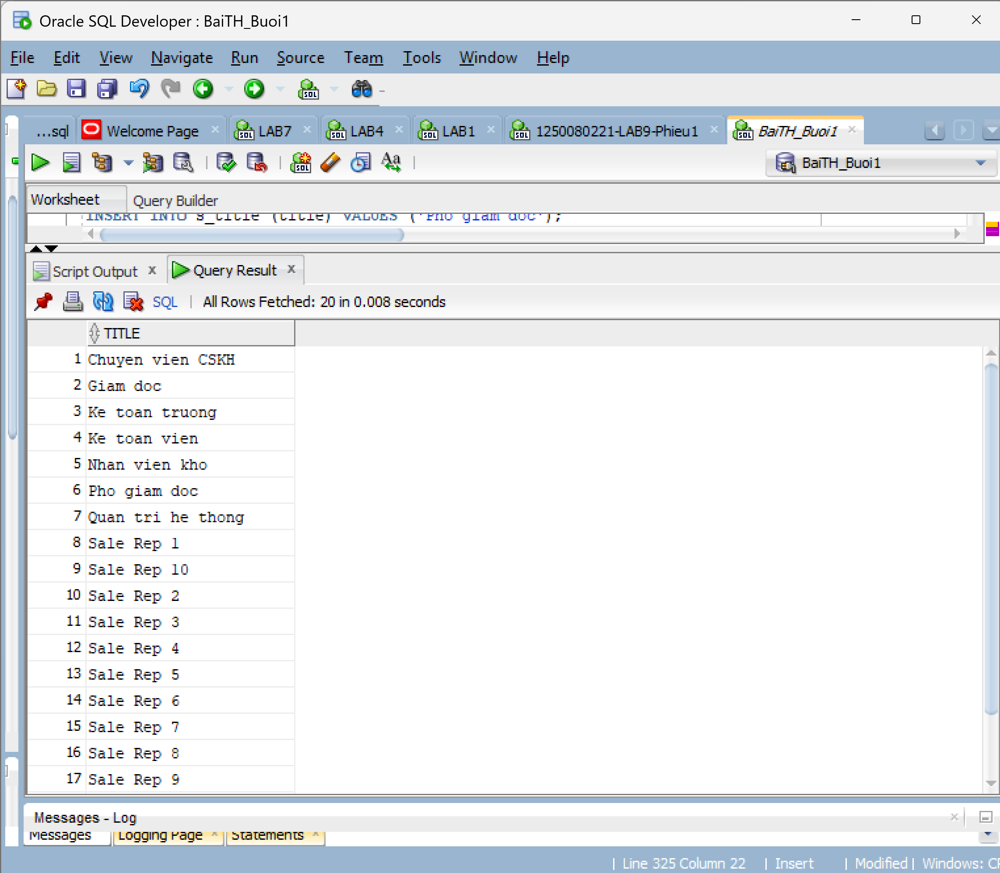 Oracle SQL Developer : BaiTH_Buoi1
File Edit View Navigate Run Source Team Tools Window Help
...sql Welcome Page LAB7 LAB4 LAB1 1250080221-LAB9-Phieu1 BaiTH_Buoi1
BaiTH_Buoi1
Worksheet Query Builder
INSERT INTO s_title (title) VALUES ('Pho giam doc');
Script Output Query Result
SQL | All Rows Fetched: 20 in 0.008 seconds
TITLE
1 Chuyen vien CSKH
2 Giam doc
3 Ke toan truong
4 Ke toan vien
5 Nhan vien kho
6 Pho giam doc
7 Quan tri he thong
8 Sale Rep 1
9 Sale Rep 10
10 Sale Rep 2
11 Sale Rep 3
12 Sale Rep 4
13 Sale Rep 5
14 Sale Rep 6
15 Sale Rep 7
16 Sale Rep 8
17 Sale Rep 9
Messages - Log
Messages Logging Page Statements
| Line 325 Column 22 | Insert | Modified | Windows: